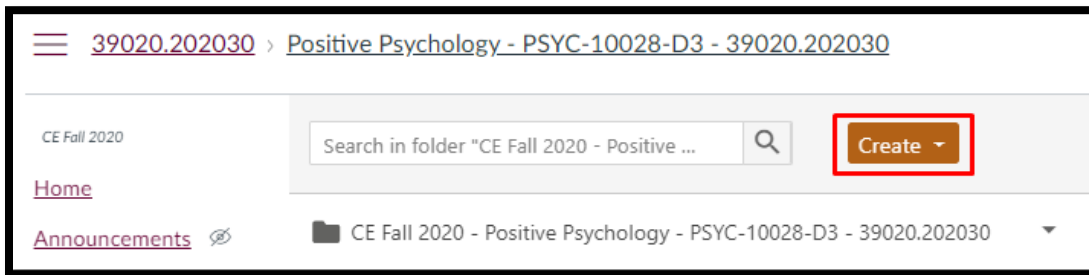 39020.202030 › Positive Psychology - PSYC-10028-D3 - 39020.202030
CE Fall 2020
Search in folder "CE Fall 2020 - Positive ...
Create
Home
Announcements
CE Fall 2020 - Positive Psychology - PSYC-10028-D3 - 39020.202030